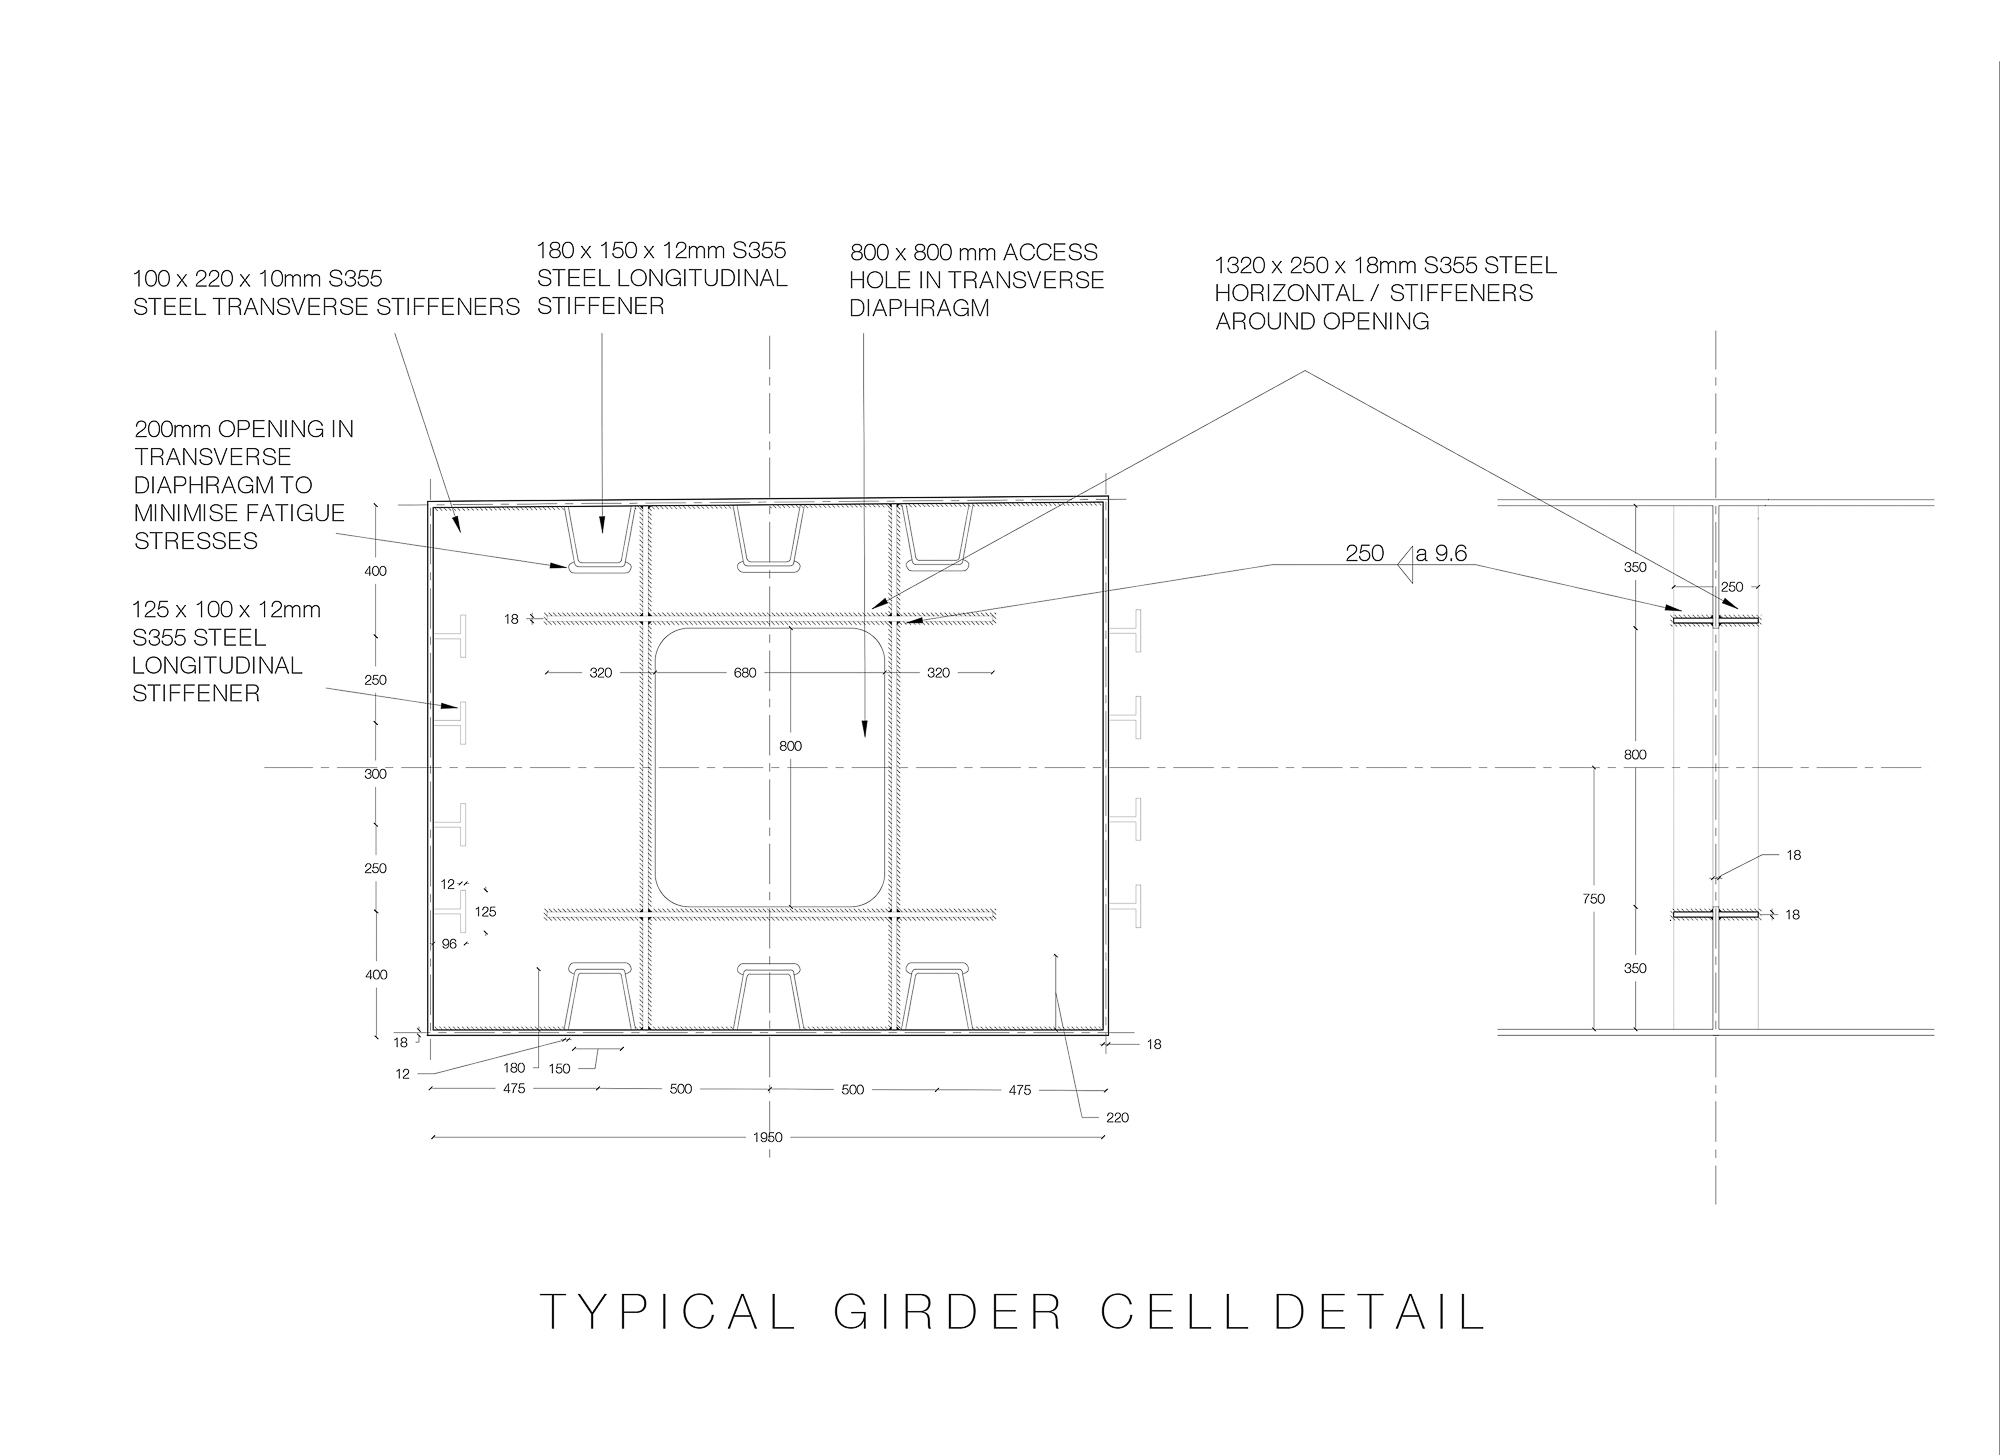 100 x 220 x 10mm S355
STEEL TRANSVERSE STIFFENERS
180 x 150 x 12mm S355
STEEL LONGITUDINAL
STIFFENER
800 x 800 mm ACCESS
HOLE IN TRANSVERSE
DIAPHRAGM
1320 x 250 x 18mm S355 STEEL
HORIZONTAL / STIFFENERS
AROUND OPENING
200mm OPENING IN
TRANSVERSE
DIAPHRAGM TO
MINIMISE FATIGUE
STRESSES
125 x 100 x 12mm
S355 STEEL
LONGITUDINAL
STIFFENER
400
250
300
250
400
18
320
680
320
800
12
125
96
18
12
180
150
18
475
500
500
475
220
1950
250 a 9.6
350
250
800
18
750
18
350
TYPICAL GIRDER CELL DETAIL